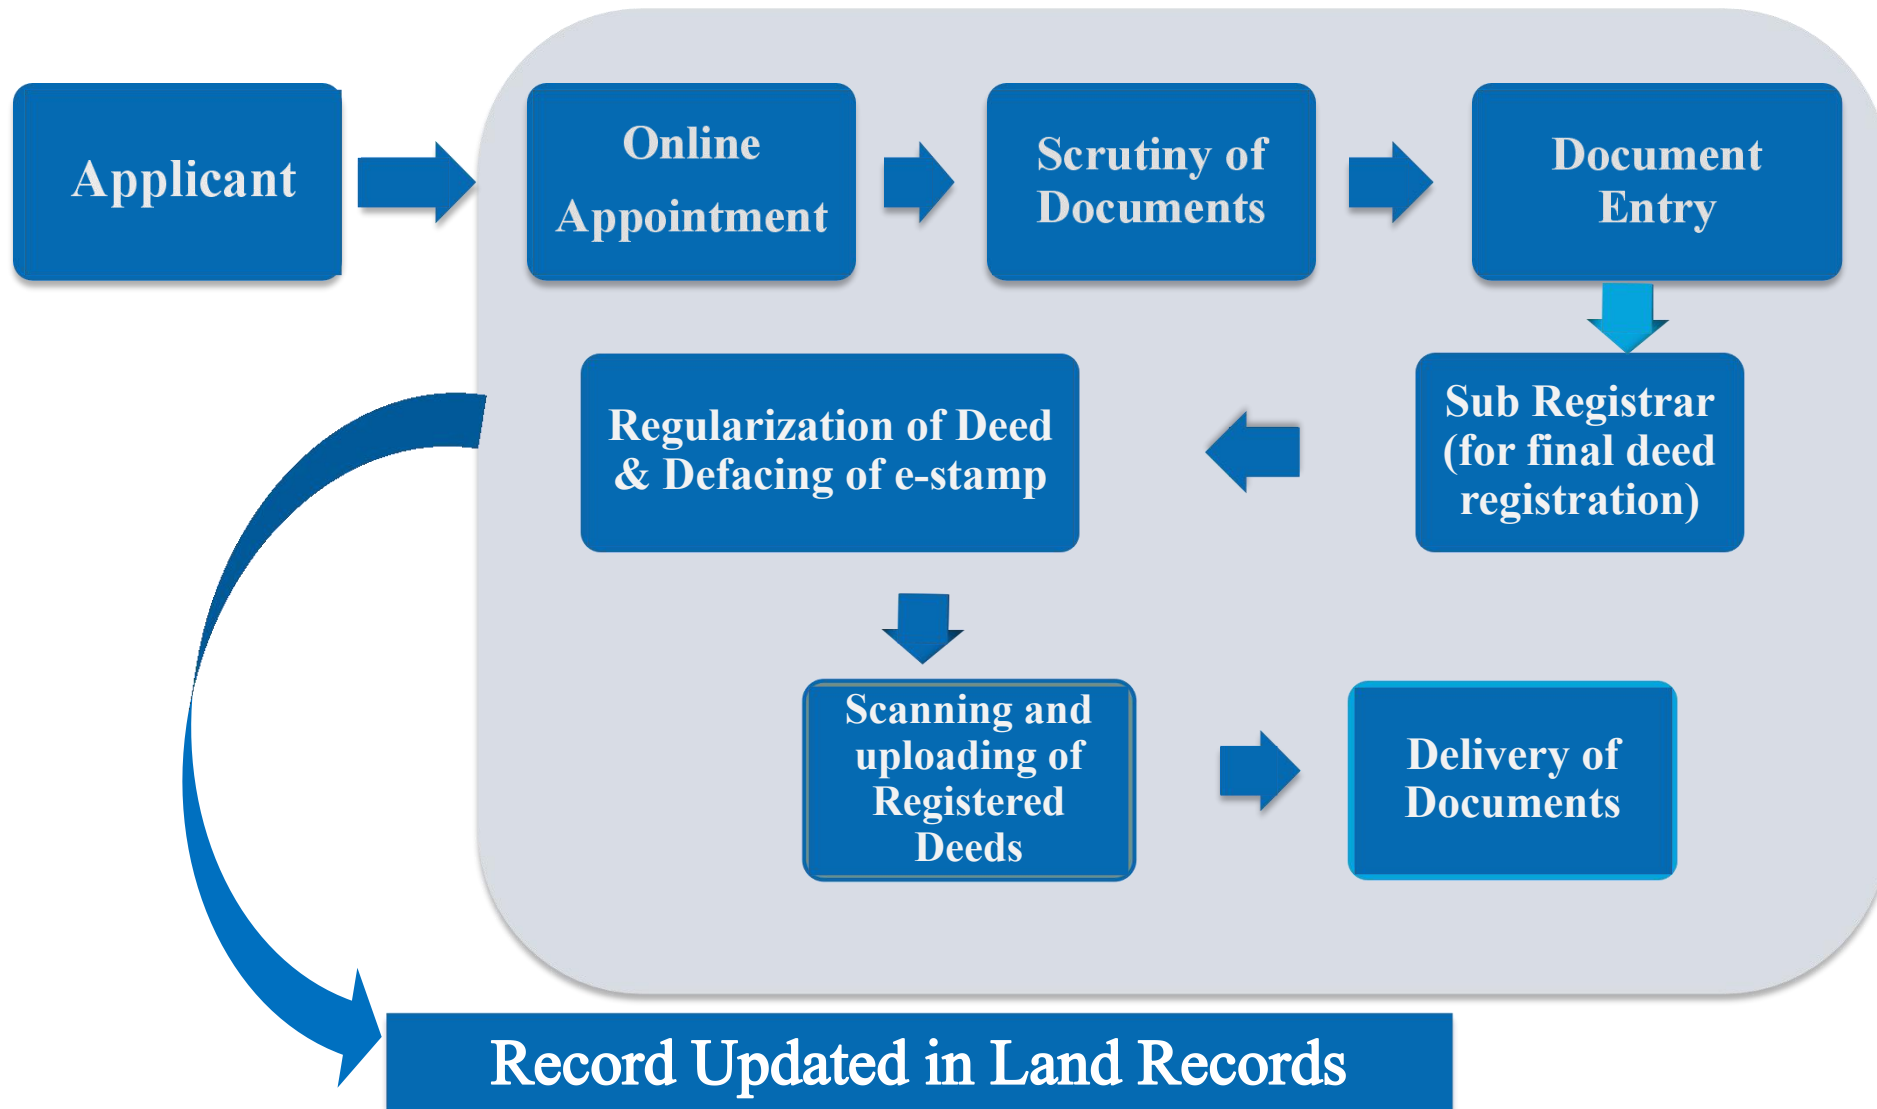 Applicant
Online
Appointment
Scrutiny of
Documents
Document
Entry
Sub Registrar
(for final deed
registration)
Regularization of Deed
& Defacing of e-stamp
Scanning and
uploading of
Registered
Deeds
Delivery of
Documents
Record Updated in Land Records